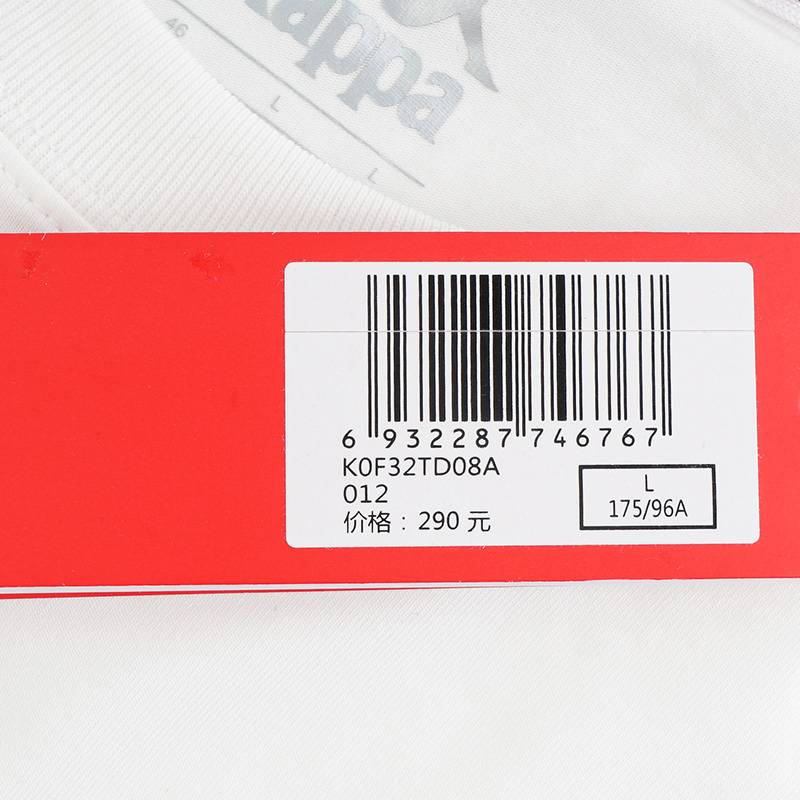 46
L
Kappa
L
6 932287 746767
K0F32TD08A
012
L
175/96A
价格：290 元